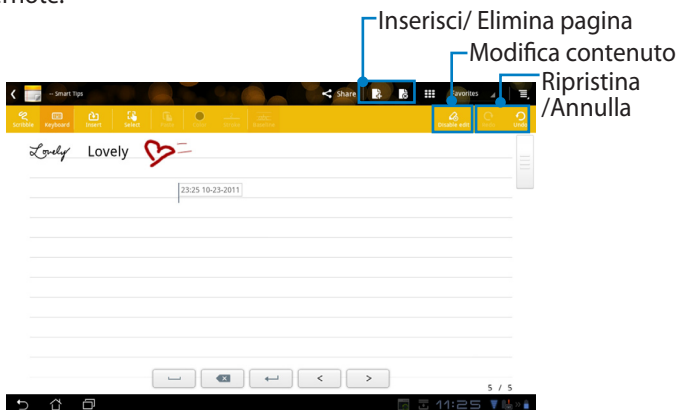 Inserisci/ Elimina pagina
Modifica contenuto
Ripristina
/Annulla
-- Smart Tips
Share
Favorites
Scribble
Keyboard
Insert
Select
Disable edit
Undo
Lovely Lovely
23:25 10-23-2011
5 / 5
11:25